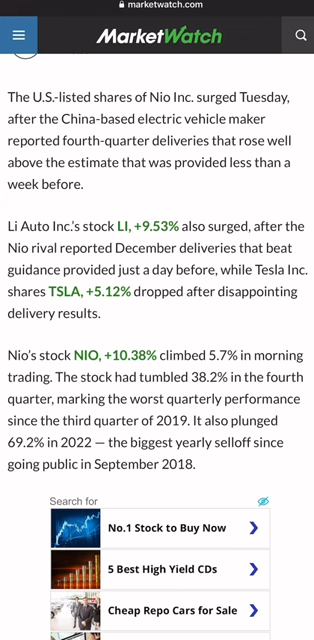 marketwatch.com
MarketWatch
The U.S.-listed shares of Nio Inc. surged Tuesday,
after the China-based electric vehicle maker
reported fourth-quarter deliveries that rose well
above the estimate that was provided less than a
week before.
Li Auto Inc.'s stock LI, +9.53% also surged, after the
Nio rival reported December deliveries that beat
guidance provided just a day before, while Tesla Inc.
shares TSLA, +5.12% dropped after disappointing
delivery results.
Nio's stock NIO, +10.38% climbed 5.7% in morning
trading. The stock had tumbled 38.2% in the fourth
quarter, marking the worst quarterly performance
since the third quarter of 2019. It also plunged
69.2% in 2022 — the biggest yearly selloff since
going public in September 2018.
Search for
No.1 Stock to Buy Now
5 Best High Yield CDs
Cheap Repo Cars for Sale